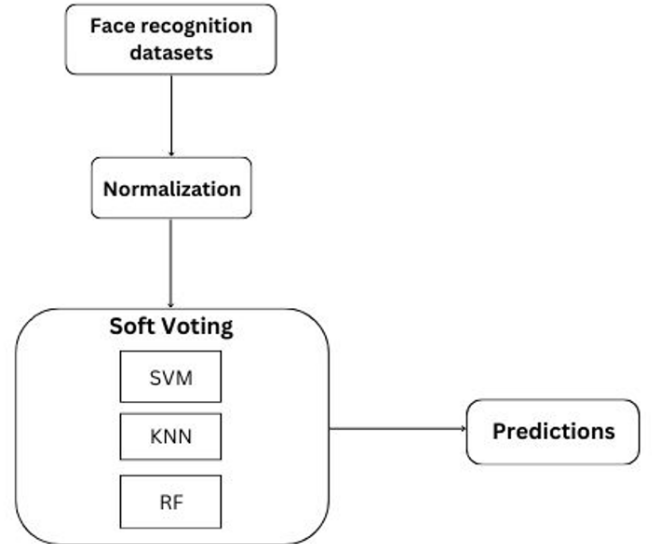 Face recognition
datasets
Normalization
Soft Voting
SVM
KNN
RF
Predictions